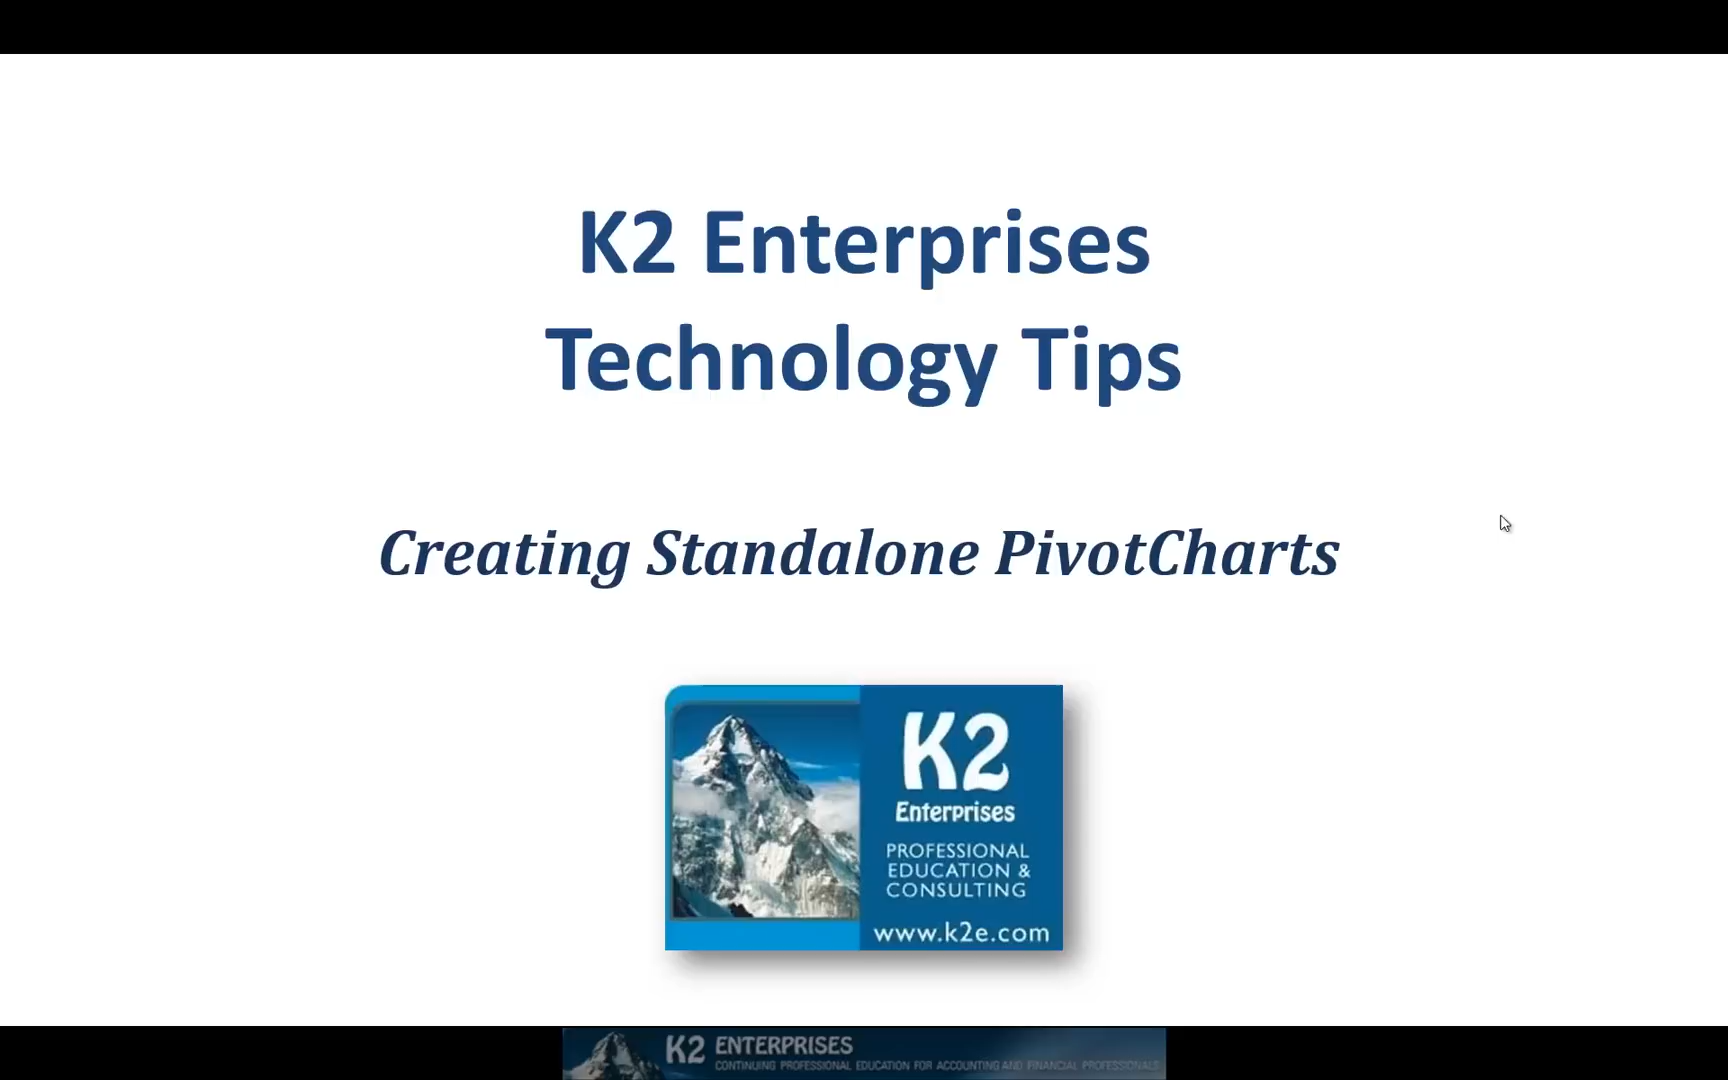 K2 Enterprises
Technology Tips
Creating Standalone PivotCharts
K2
Enterprises
PROFESSIONAL
EDUCATION &
CONSULTING
www.k2e.com
K2 ENTERPRISES
CONTINUING PROFESSIONAL EDUCATION FOR ACCOUNTING AND FINANCIAL PROFESSIONALS